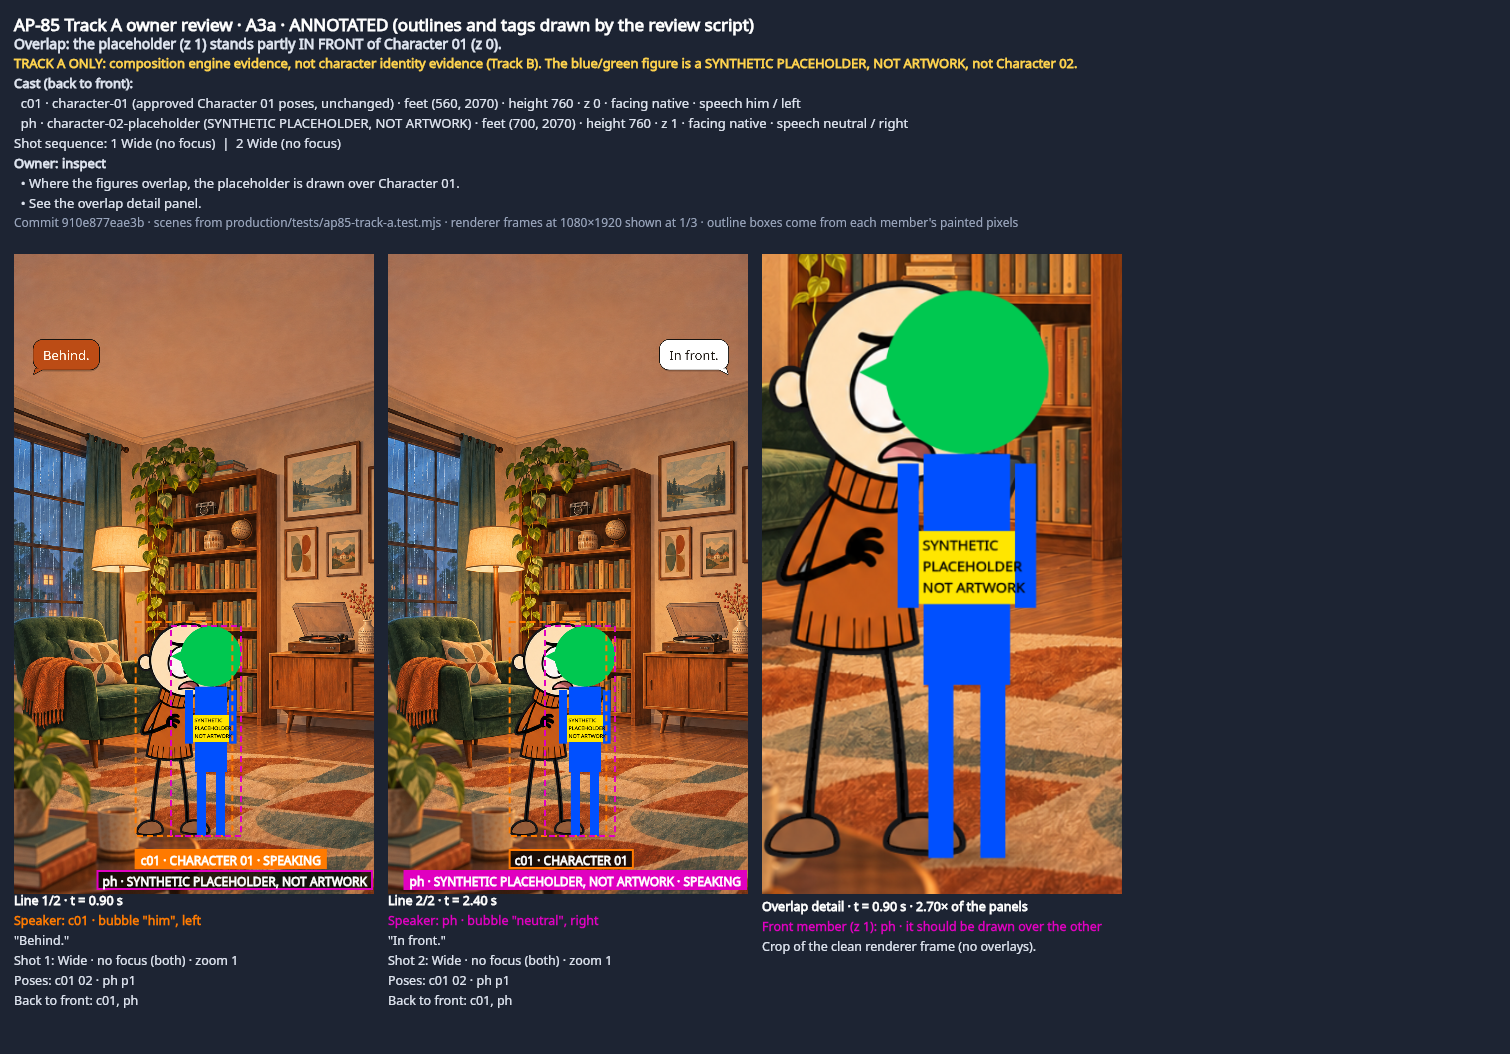 AP-85 Track A owner review · A3a · ANNOTATED (outlines and tags drawn by the review script)
Overlap: the placeholder (z 1) stands partly IN FRONT of Character 01 (z 0).
TRACK A ONLY: composition engine evidence, not character identity evidence (Track B). The blue/green figure is a SYNTHETIC PLACEHOLDER, NOT ARTWORK, not Character 02.
Cast (back to front):
c01 · character-01 (approved Character 01 poses, unchanged) · feet (560, 2070) · height 760 · z 0 · facing native · speech him / left
ph · character-02-placeholder (SYNTHETIC PLACEHOLDER, NOT ARTWORK) · feet (700, 2070) · height 760 · z 1 · facing native · speech neutral / right
Shot sequence: 1 Wide (no focus) | 2 Wide (no focus)
Owner: inspect
• Where the figures overlap, the placeholder is drawn over Character 01.
• See the overlap detail panel.
Commit 910e877eae3b · scenes from production/tests/ap85-track-a.test.mjs · renderer frames at 1080×1920 shown at 1/3 · outline boxes come from each member's painted pixels
Behind.
SYNTHETIC
PLACEHOLDER
NOT ARTWORK
c01 · CHARACTER 01 · SPEAKING
ph · SYNTHETIC PLACEHOLDER, NOT ARTWORK
Line 1/2 · t = 0.90 s
Speaker: c01 · bubble "him", left
"Behind."
Shot 1: Wide · no focus (both) · zoom 1
Poses: c01 02 · ph p1
Back to front: c01, ph
In front.
SYNTHETIC
PLACEHOLDER
NOT ARTWORK
c01 · CHARACTER 01
ph · SYNTHETIC PLACEHOLDER, NOT ARTWORK · SPEAKING
Line 2/2 · t = 2.40 s
Speaker: ph · bubble "neutral", right
"In front."
Shot 2: Wide · no focus (both) · zoom 1
Poses: c01 02 · ph p1
Back to front: c01, ph
SYNTHETIC
PLACEHOLDER
NOT ARTWORK
Overlap detail · t = 0.90 s · 2.70× of the panels
Front member (z 1): ph · it should be drawn over the other
Crop of the clean renderer frame (no overlays).